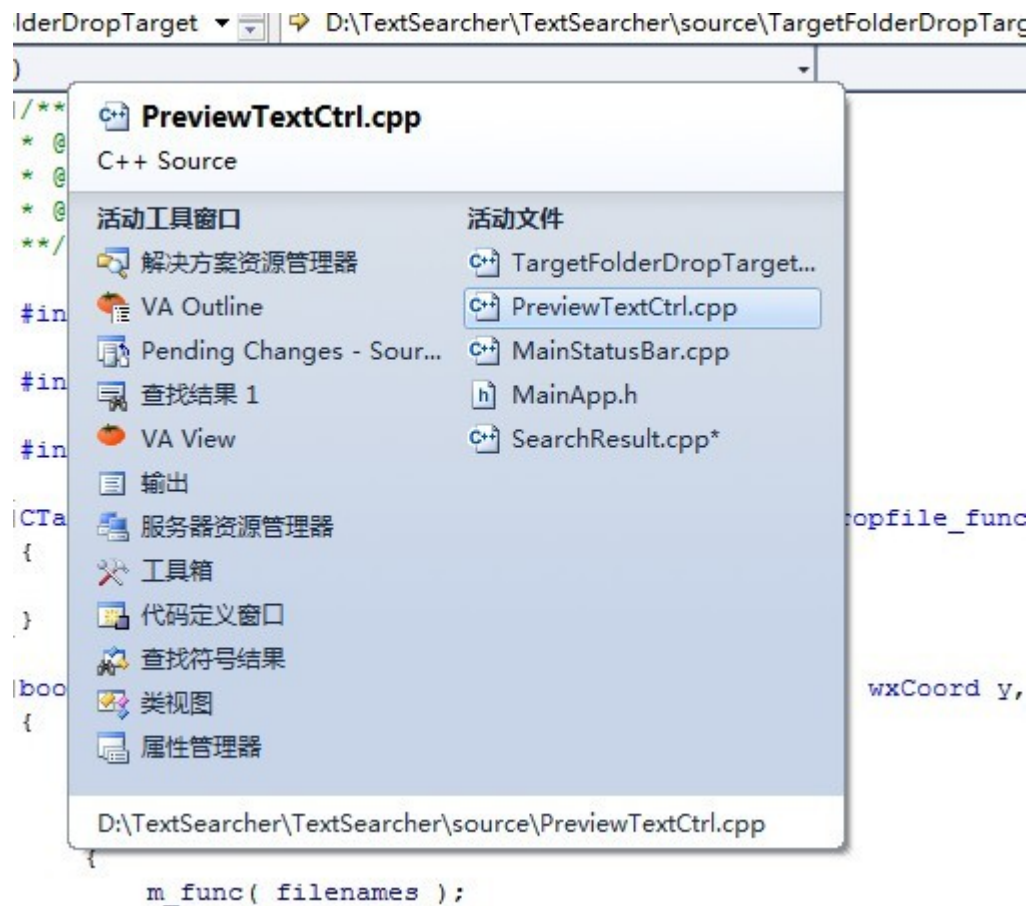 lderDropTarget D:\TextSearcher\TextSearcher\source\TargetFolderDropTarg
)
/**
* @
* @
* @
**/
#in
#in
#in
CTa
{
}
boo
{
PreviewTextCtrl.cpp
C++ Source
活动工具窗口
解决方案资源管理器
VA Outline
Pending Changes - Sour...
查找结果 1
VA View
输出
服务器资源管理器
工具箱
代码定义窗口
查找符号结果
类视图
属性管理器
活动文件
TargetFolderDropTarget...
PreviewTextCtrl.cpp
MainStatusBar.cpp
MainApp.h
SearchResult.cpp*
D:\TextSearcher\TextSearcher\source\PreviewTextCtrl.cpp
ropfile_func
wxCoord y,
{
m_func( filenames );